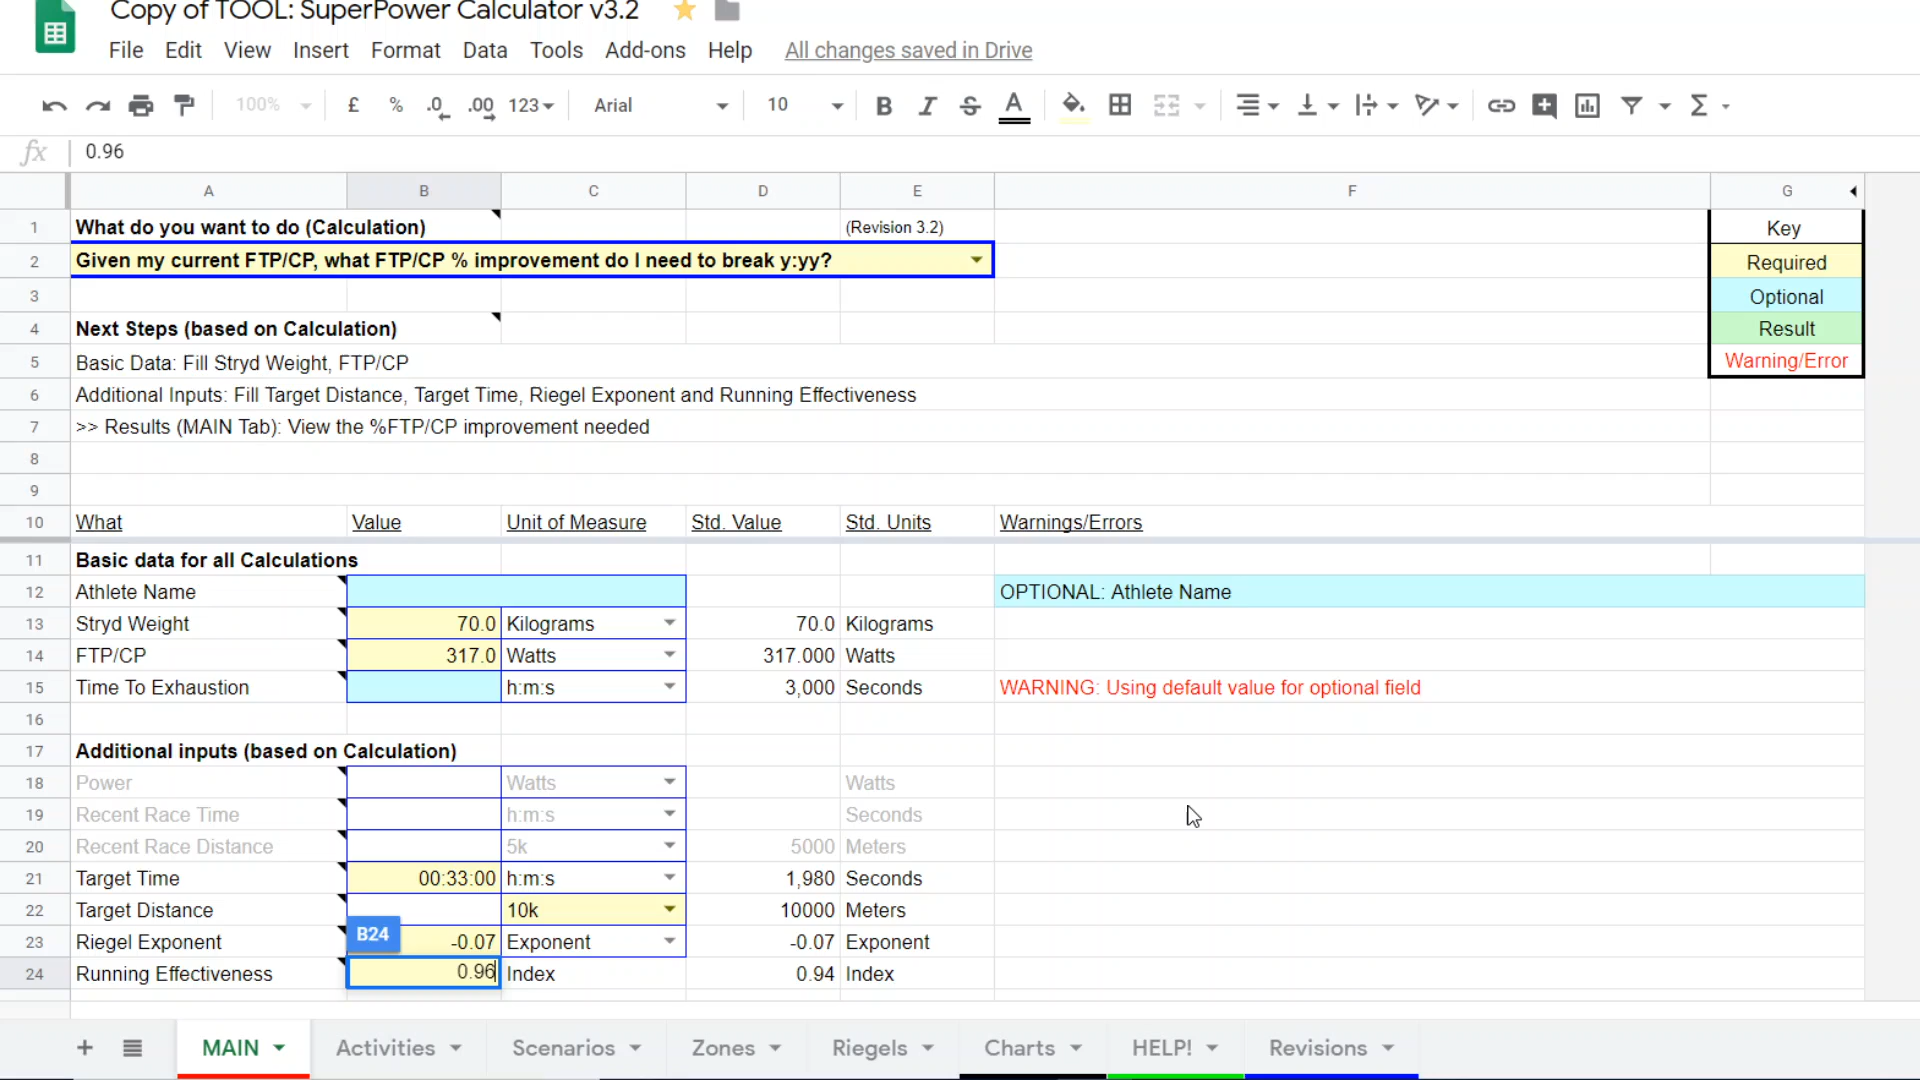 Copy of TOOL: SuperPower Calculator v3.2
File Edit View Insert Format Data Tools Add-ons Help All changes saved in Drive
100% £ % .0 .00 123 Arial 10 B I S A Σ
fx 0.96
A B C D E F G
1 What do you want to do (Calculation) (Revision 3.2) Key
2 Given my current FTP/CP, what FTP/CP % improvement do I need to break y:yy? Required
3 Optional
4 Next Steps (based on Calculation) Result
5 Basic Data: Fill Stryd Weight, FTP/CP Warning/Error
6 Additional Inputs: Fill Target Distance, Target Time, Riegel Exponent and Running Effectiveness
7 >> Results (MAIN Tab): View the %FTP/CP improvement needed
8
9
10 What Value Unit of Measure Std. Value Std. Units Warnings/Errors
11 Basic data for all Calculations
12 Athlete Name OPTIONAL: Athlete Name
13 Stryd Weight 70.0 Kilograms 70.0 Kilograms
14 FTP/CP 317.0 Watts 317.000 Watts
15 Time To Exhaustion h:m:s 3,000 Seconds WARNING: Using default value for optional field
16
17 Additional inputs (based on Calculation)
18 Power Watts Watts
19 Recent Race Time h:m:s Seconds
20 Recent Race Distance 5k 5000 Meters
21 Target Time 00:33:00 h:m:s 1,980 Seconds
22 Target Distance 10k 10000 Meters
23 Riegel Exponent B24 -0.07 Exponent -0.07 Exponent
24 Running Effectiveness 0.96 Index 0.94 Index
MAIN Activities Scenarios Zones Riegels Charts HELP! Revisions